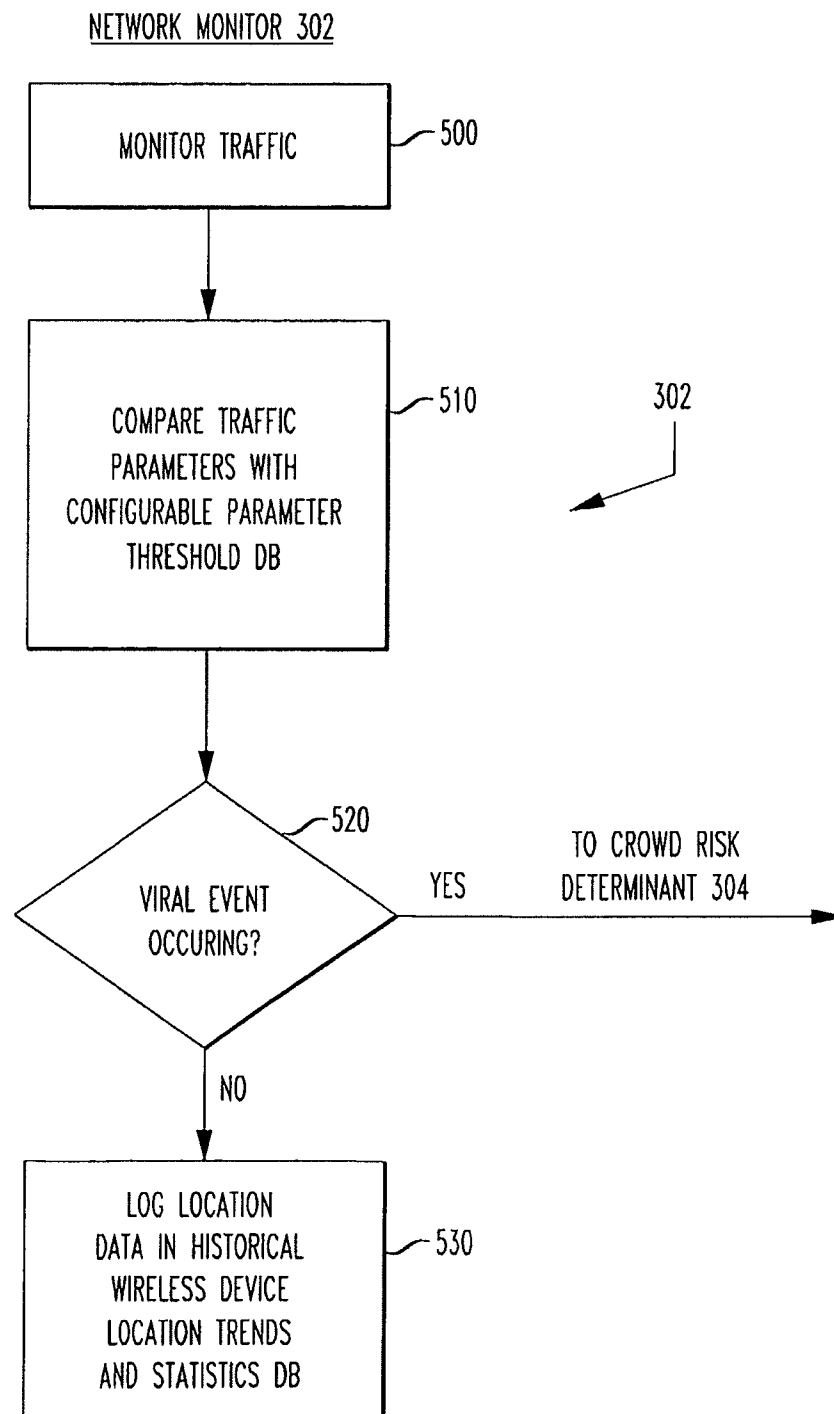 NETWORK MONITOR 302
MONITOR TRAFFIC
500
COMPARE TRAFFIC
PARAMETERS WITH
CONFIGURABLE PARAMETER
THRESHOLD DB
510
302
520
VIRAL EVENT
OCCURING?
YES
TO CROWD RISK
DETERMINANT 304
NO
LOG LOCATION
DATA IN HISTORICAL
WIRELESS DEVICE
LOCATION TRENDS
AND STATISTICS DB
530